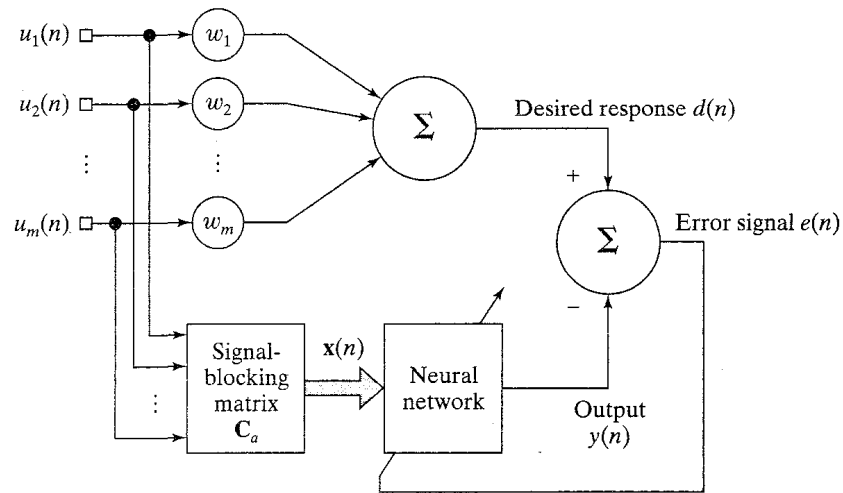 u₁(n)
w₁
u₂(n)
w₂
Σ
Desired response d(n)
⋮
⋮
+
uₘ(n)
wₘ
Σ
Error signal e(n)
−
Signal-
blocking
matrix
Cₐ
⋮
x(n)
Neural
network
Output
y(n)